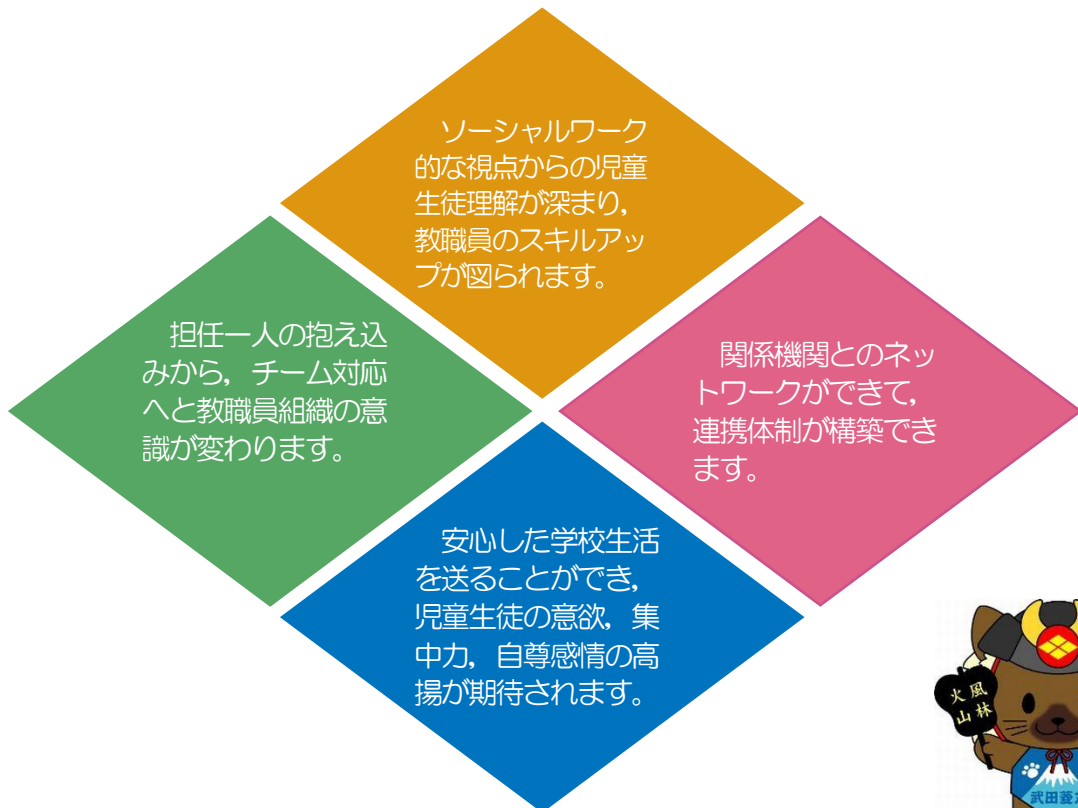 ソーシャルワーク
的な視点からの児童
生徒理解が深まり，
教職員のスキルアッ
プが図られます。
　担任一人の抱え込
みから，チーム対応
へと教職員組織の意
識が変わります。
　関係機関とのネッ
トワークができて，
連携体制が構築でき
ます。
　安心した学校生活
を送ることができ，
児童生徒の意欲，集
中力，自尊感情の高
揚が期待されます。
風林
火山
武田菱